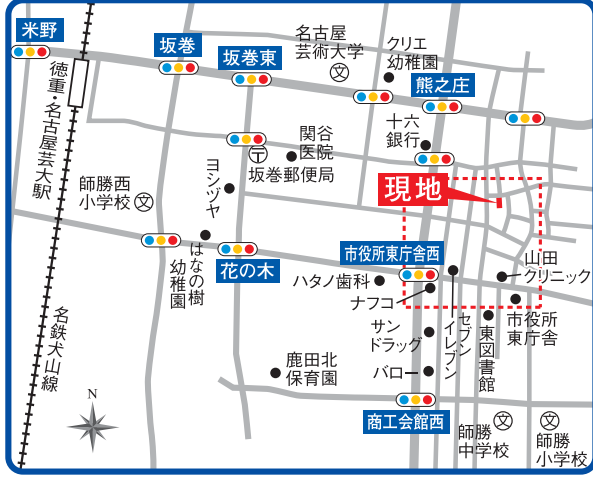 米野
坂巻
坂巻東
名古屋
芸術大学
文
クリエ
幼稚園
熊之庄
徳重・名古屋芸大駅
十六
銀行
関谷
医院
〒
坂巻郵便局
ヨシヅヤ
師勝西
小学校
文
現地
はなの樹
幼稚園
花の木
市役所東庁舎西
ハタノ歯科
ナフコ
山田
クリニック
市役所
東庁舎
サン
ドラッグ
セブン
イレブン
東図書館
バロー
鹿田北
保育園
名鉄犬山線
N
商工会館西
師勝
中学校
文
文
師勝
小学校